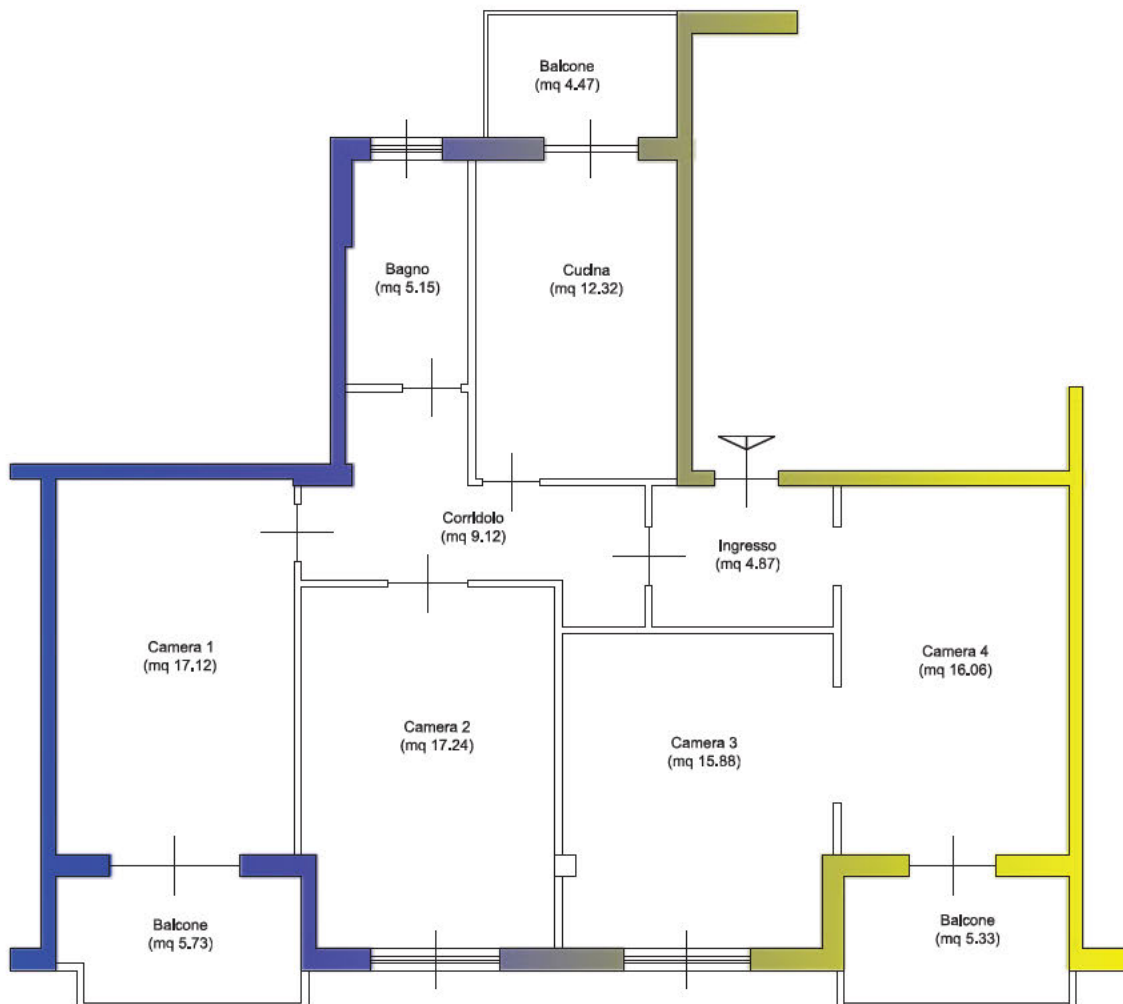 Balcone
(mq 4.47)
Bagno
(mq 5.15)
Cucina
(mq 12.32)
Corridoio
(mq 9.12)
Ingresso
(mq 4.87)
Camera 1
(mq 17.12)
Camera 2
(mq 17.24)
Camera 3
(mq 15.88)
Camera 4
(mq 16.06)
Balcone
(mq 5.73)
Balcone
(mq 5.33)